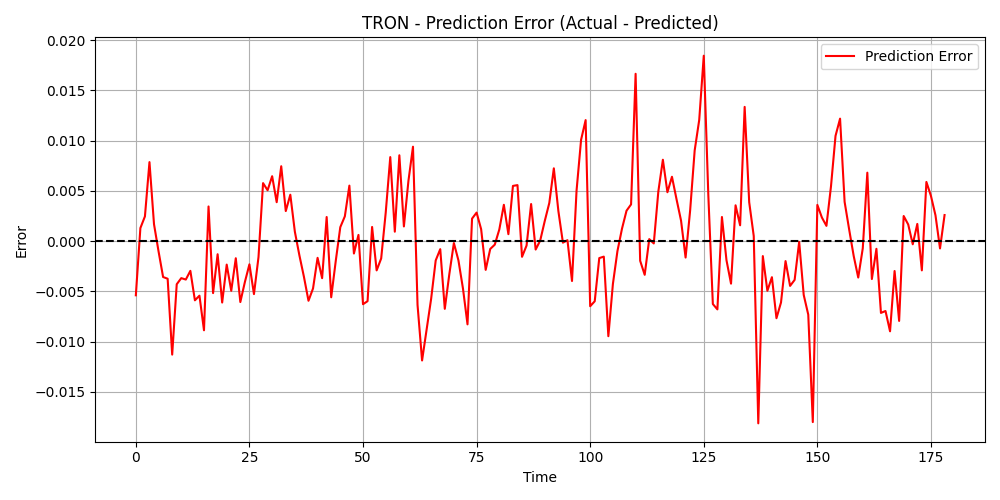 TRON - Prediction Error (Actual - Predicted)
Prediction Error
Error
0.020
0.015
0.010
0.005
0.000
−0.005
−0.010
−0.015
0 25 50 75 100 125 150 175
Time